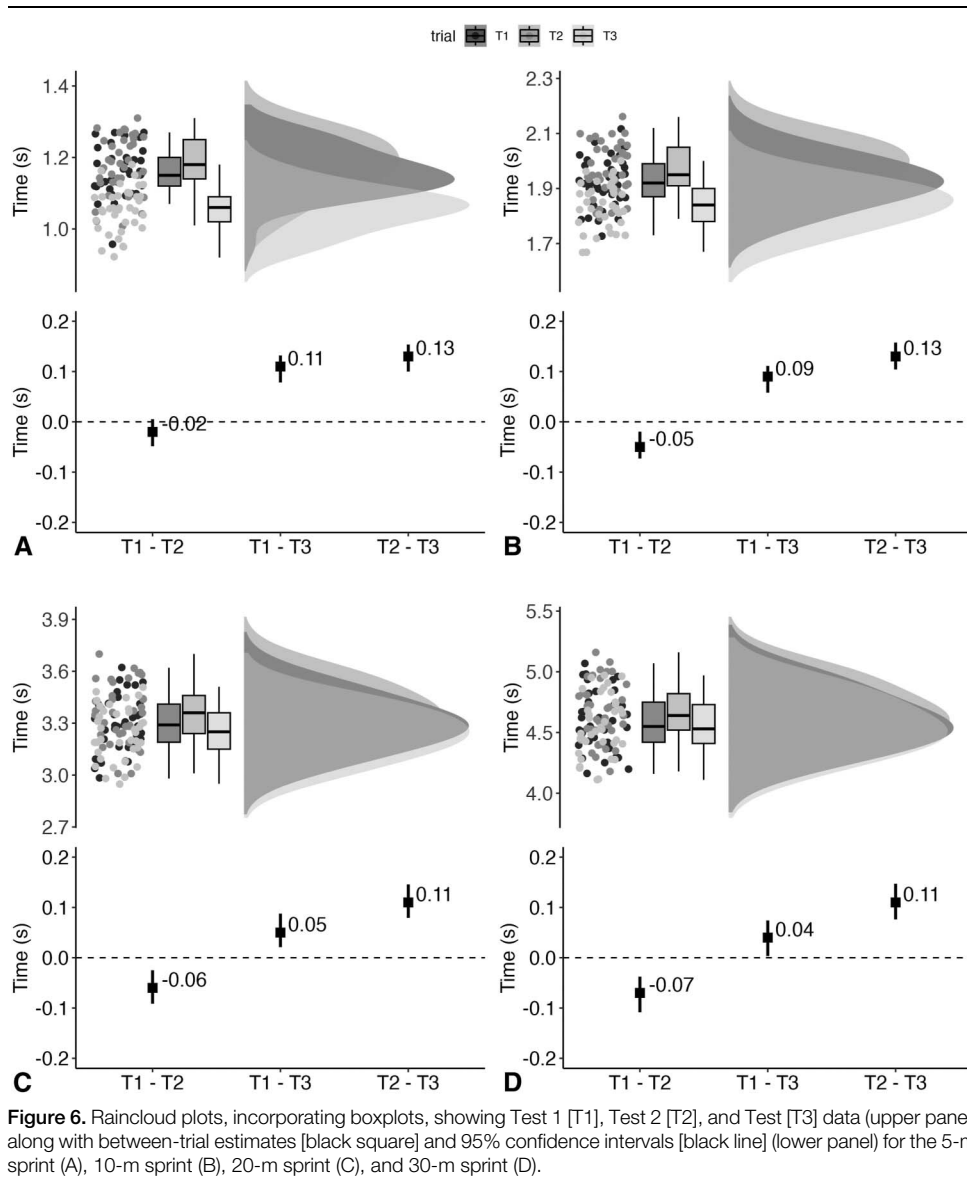 trial T1 T2 T3
1.4
1.2
1.0
Time (s)
0.2
0.1
0.0
-0.1
-0.2
Time (s)
-0.02
0.11
0.13
A
T1 - T2 T1 - T3 T2 - T3
2.3
2.1
1.9
1.7
Time (s)
0.2
0.1
0.0
-0.1
-0.2
Time (s)
-0.05
0.09
0.13
B
T1 - T2 T1 - T3 T2 - T3
3.9
3.6
3.3
3.0
2.7
Time (s)
0.2
0.1
0.0
-0.1
-0.2
Time (s)
-0.06
0.05
0.11
C
T1 - T2 T1 - T3 T2 - T3
5.5
5.0
4.5
4.0
Time (s)
0.2
0.1
0.0
-0.1
-0.2
Time (s)
-0.07
0.04
0.11
D
T1 - T2 T1 - T3 T2 - T3
Figure 6. Raincloud plots, incorporating boxplots, showing Test 1 [T1], Test 2 [T2], and Test [T3] data (upper pane
along with between-trial estimates [black square] and 95% confidence intervals [black line] (lower panel) for the
sprint (A), 10-m sprint (B), 20-m sprint (C), and 30-m sprint (D).